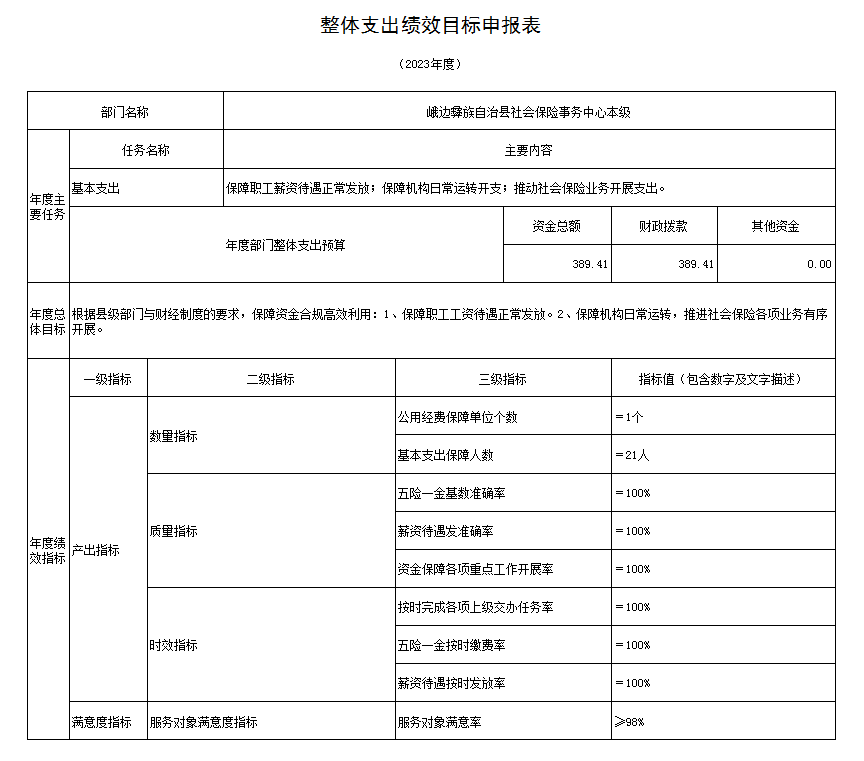 整体支出绩效目标申报表
（2023年度）
部门名称
峨边彝族自治县社会保险事务中心本级
年度主
要任务
任务名称
主要内容
基本支出
保障职工薪资待遇正常发放；保障机构日常运转开支；推动社会保险业务开展支出。
年度部门整体支出预算
资金总额
财政拨款
其他资金
389.41
389.41
0.00
年度总
体目标
根据县级部门与财经制度的要求，保障资金合规高效利用：1、保障职工工资待遇正常发放。2、保障机构日常运转，推进社会保险各项业务有序
开展。
年度绩
效指标
一级指标
二级指标
三级指标
指标值（包含数字及文字描述）
产出指标
数量指标
公用经费保障单位个数
＝1个
基本支出保障人数
＝21人
质量指标
五险一金基数准确率
＝100%
薪资待遇发准确率
＝100%
资金保障各项重点工作开展率
＝100%
时效指标
按时完成各项上级交办任务率
＝100%
五险一金按时缴费率
＝100%
薪资待遇按时发放率
＝100%
满意度指标
服务对象满意度指标
服务对象满意率
≥98%